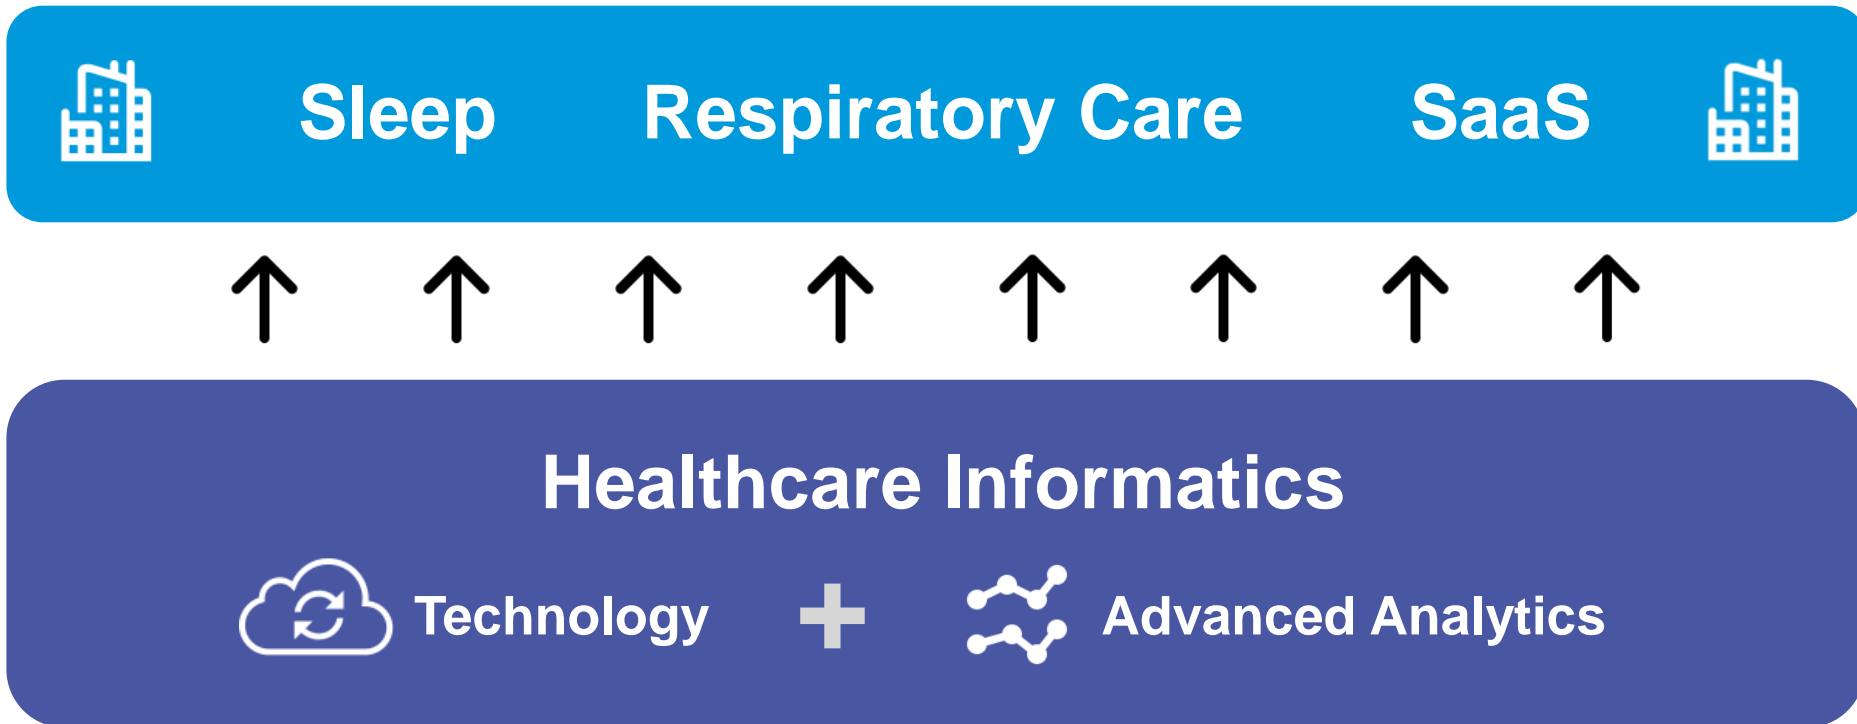 Sleep Respiratory Care SaaS
Healthcare Informatics
Technology + Advanced Analytics